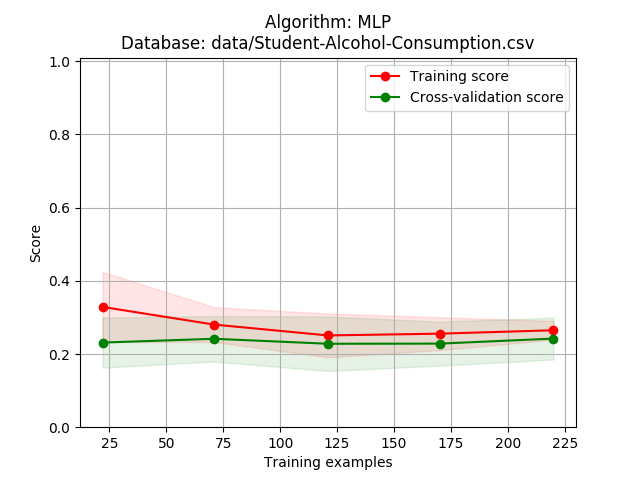 Algorithm: MLP
Database: data/Student-Alcohol-Consumption.csv
Training score
Cross-validation score
Score
1.0
0.8
0.6
0.4
0.2
0.0
25 50 75 100 125 150 175 200 225
Training examples